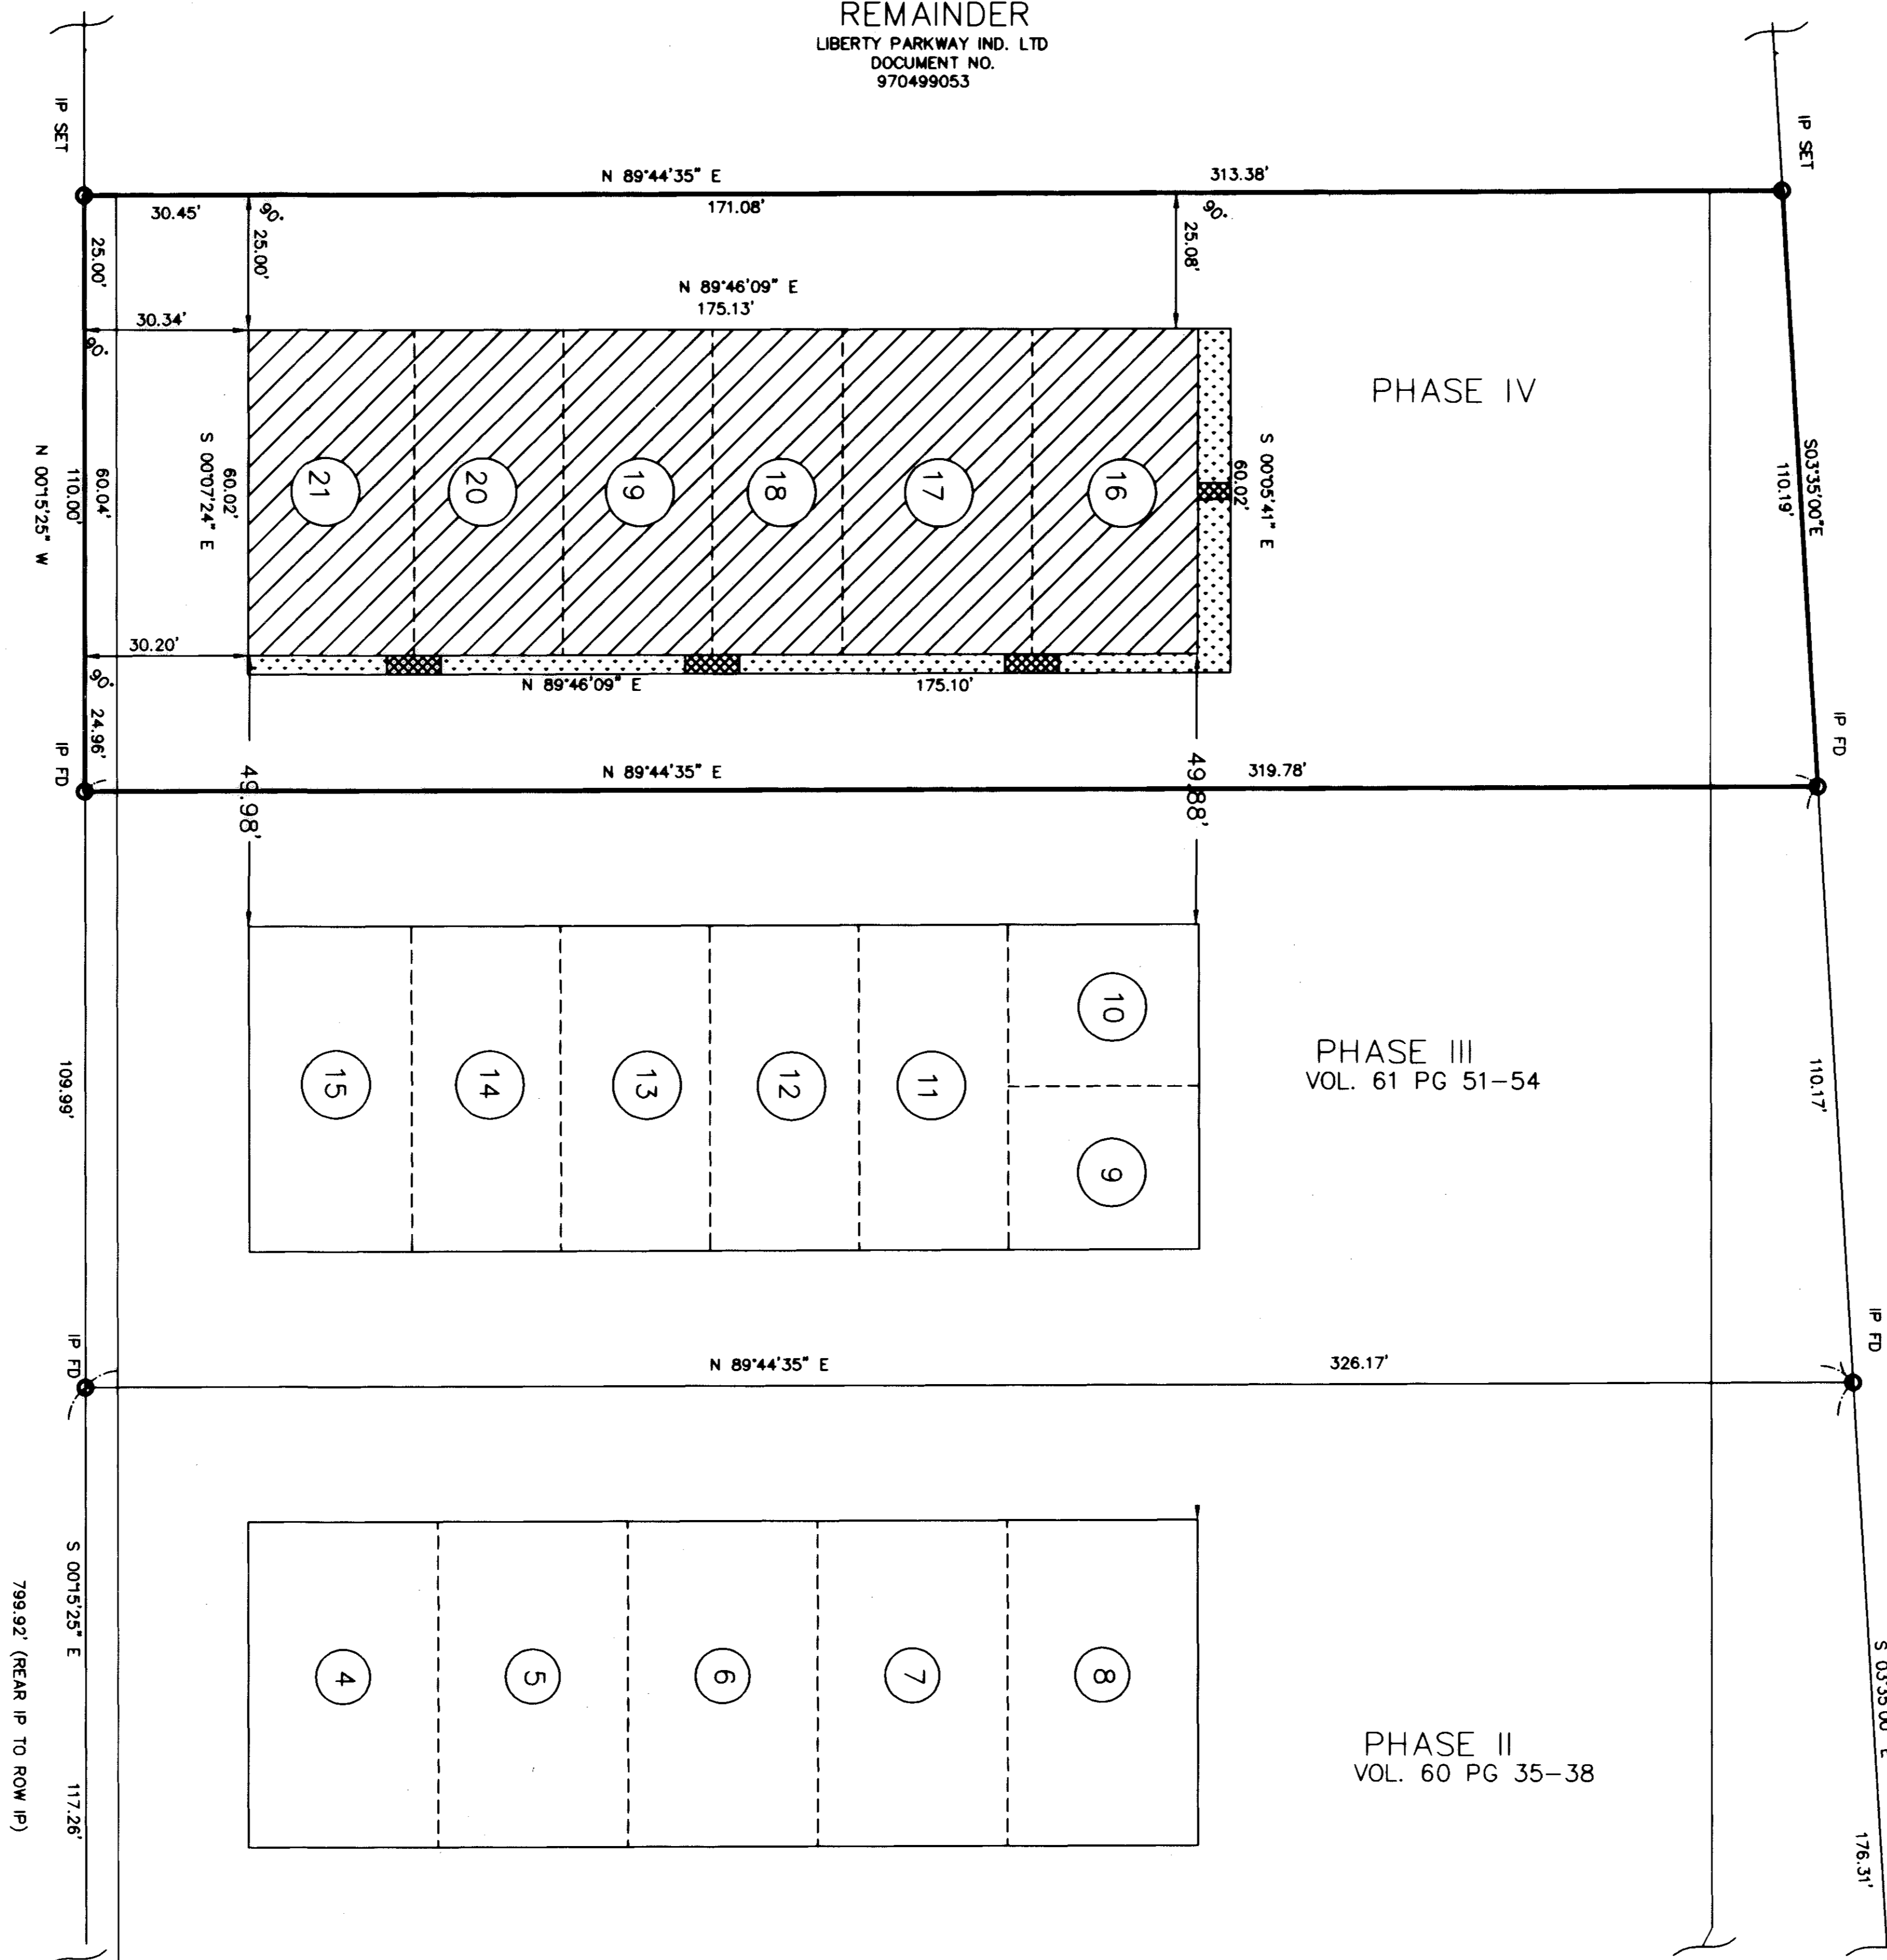 REMAINDER
LIBERTY PARKWAY IND. LTD
DOCUMENT NO.
970499053
IP SET
IP SET
N 89°44'35" E
313.38'
30.45'
90°
171.08'
90°
25.00'
25.00'
25.08'
N 89°46'09" E
175.13'
30.34'
90°
PHASE IV
S03°35'00"E
110.19'
S 00°05'41" E
60.02'
N 00°15'25" W
110.00'
60.04'
S 00°07'24" E
60.02'
21
20
19
18
17
16
30.20'
90°
N 89°46'09" E
175.10'
24.96'
IP FD
IP FD
49.98'
N 89°44'35" E
49.88'
319.78'
10
PHASE III
VOL. 61 PG 51-54
109.99'
15
14
13
12
11
9
110.17'
IP FD
IP FD
N 89°44'35" E
326.17'
S 00°15'25" E
117.26'
799.92' (REAR IP TO ROW IP)
4
5
6
7
8
PHASE II
VOL. 60 PG 35-38
S 03°35'00" E
176.31'